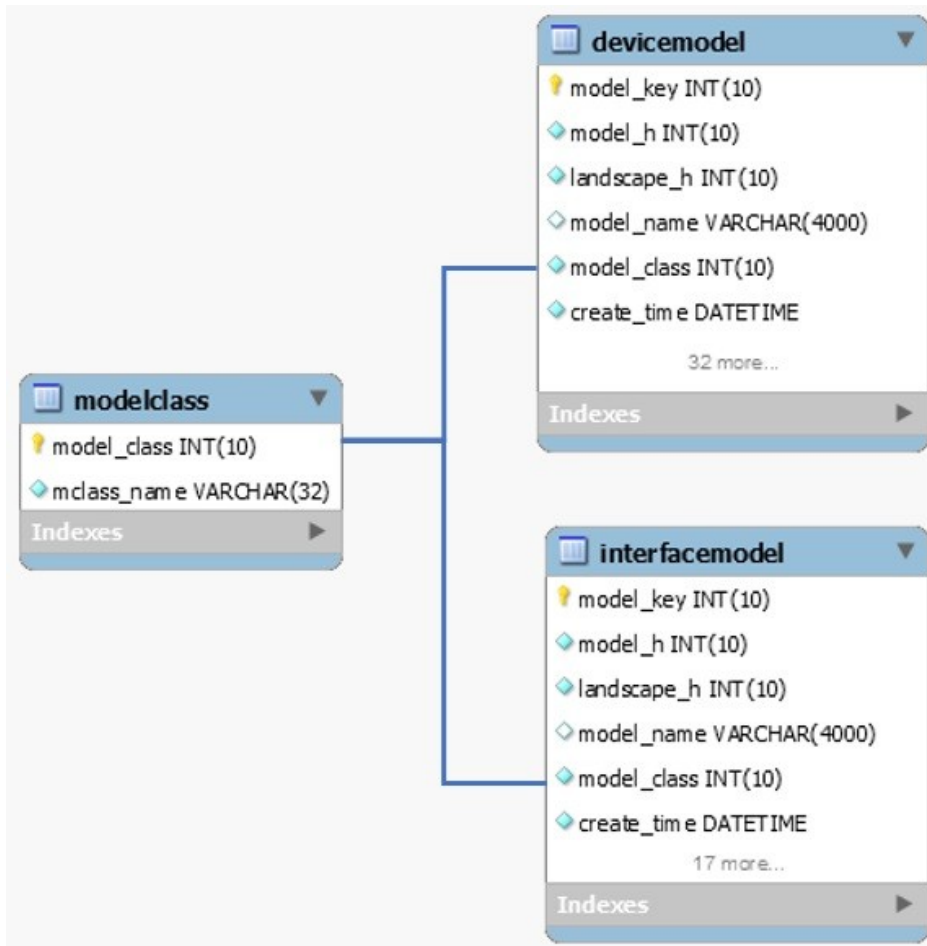 devicemodel
model_key INT(10)
model_h INT(10)
landscape_h INT(10)
model_name VARCHAR(4000)
model_class INT(10)
create_time DATETIME
32 more...
Indexes
modelclass
model_class INT(10)
mclass_name VARCHAR(32)
Indexes
interfacemodel
model_key INT(10)
model_h INT(10)
landscape_h INT(10)
model_name VARCHAR(4000)
model_class INT(10)
create_time DATETIME
17 more...
Indexes